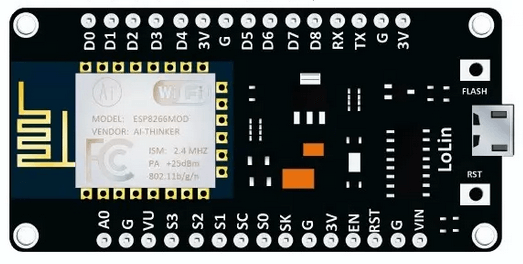 D0 D1 D2 D3 D4 3V G D5 D6 D7 D8 RX TX G 3V
Ai WiFi
MODEL: ESP8266MOD
VENDOR: AI-THINKER
FC ISM: 2.4 MHZ
PA +25dBm
802.11b/g/n
FLASH
LoLin
RST
A0 G VU S3 S2 S1 SC S0 SK G 3V EN RST G VIN